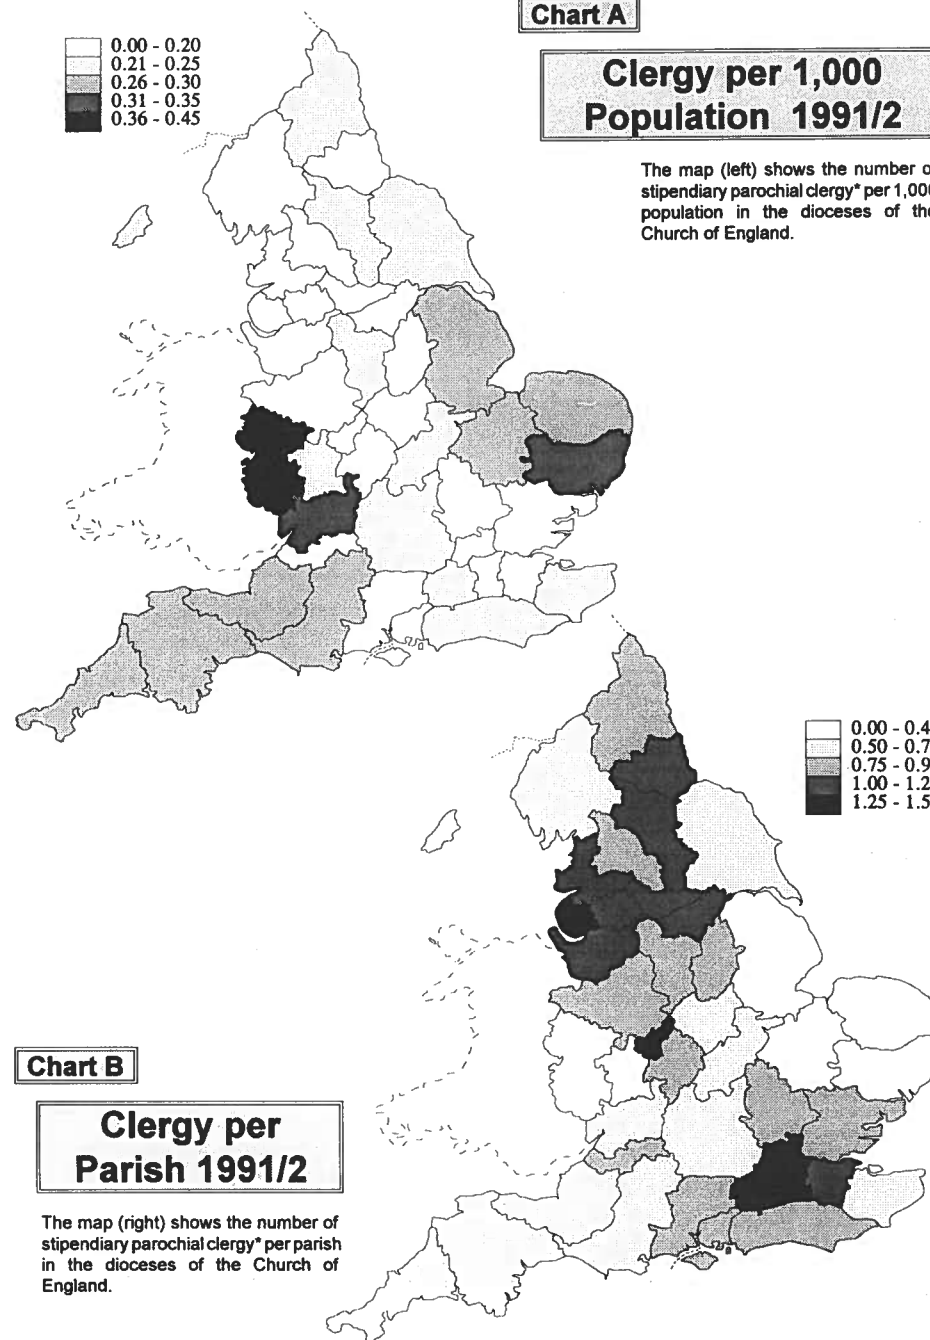 Chart A
0.00 - 0.20
0.21 - 0.25
0.26 - 0.30
0.31 - 0.35
0.36 - 0.45
Clergy per 1,000
Population 1991/2
The map (left) shows the number o
stipendiary parochial clergy* per 1,000
population in the dioceses of the
Church of England.
0.00 - 0.4
0.50 - 0.7
0.75 - 0.9
1.00 - 1.2
1.25 - 1.5
Chart B
Clergy per
Parish 1991/2
The map (right) shows the number of
stipendiary parochial clergy* per parish
in the dioceses of the Church of
England.